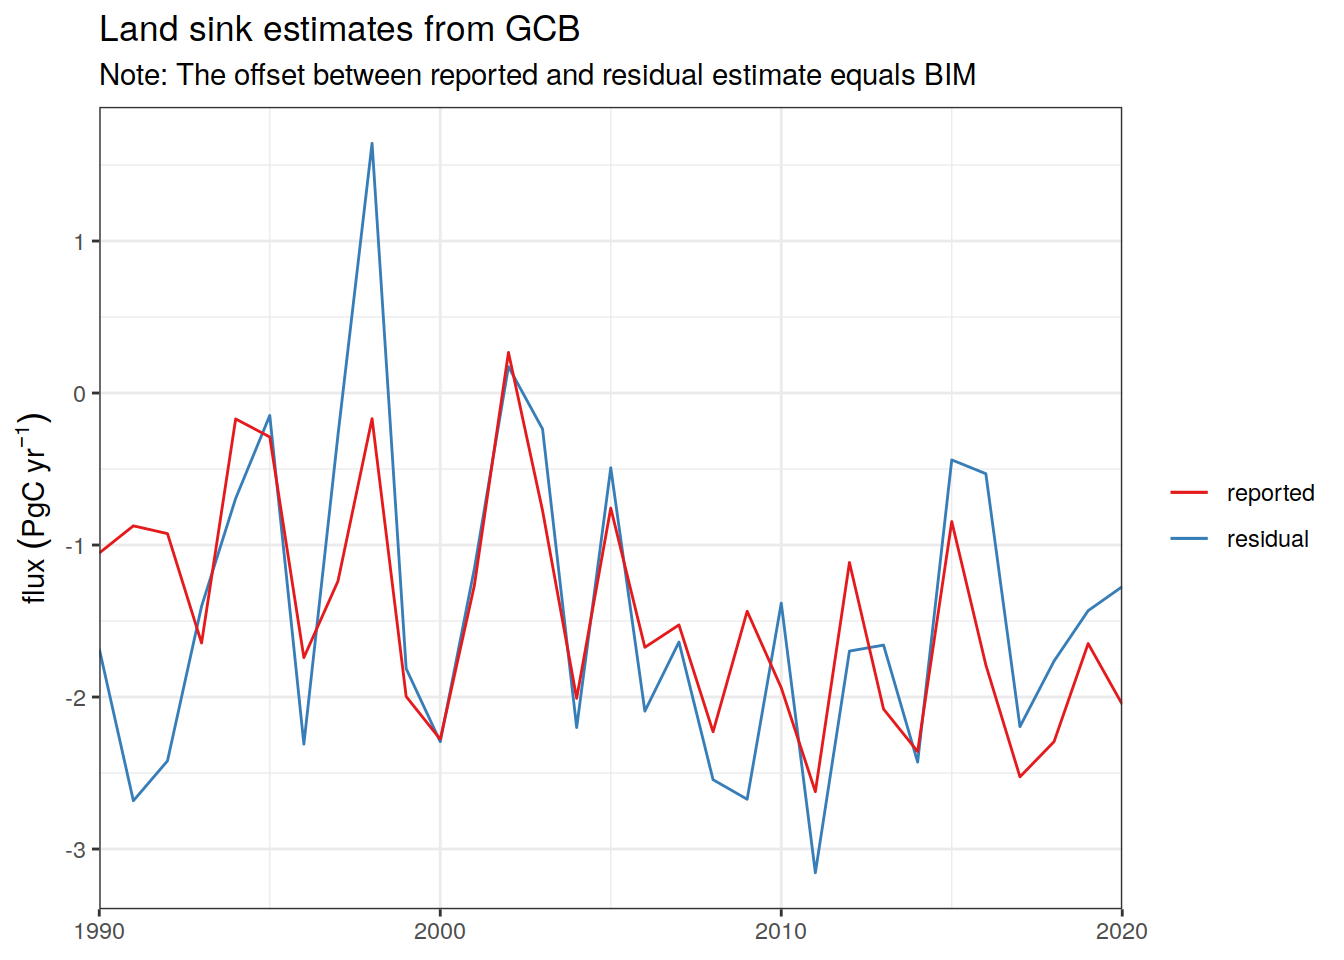 Land sink estimates from GCB
Note: The offset between reported and residual estimate equals BIM
flux (PgC yr⁻¹)
1
0
-1
-2
-3
1990
2000
2010
2020
reported
residual